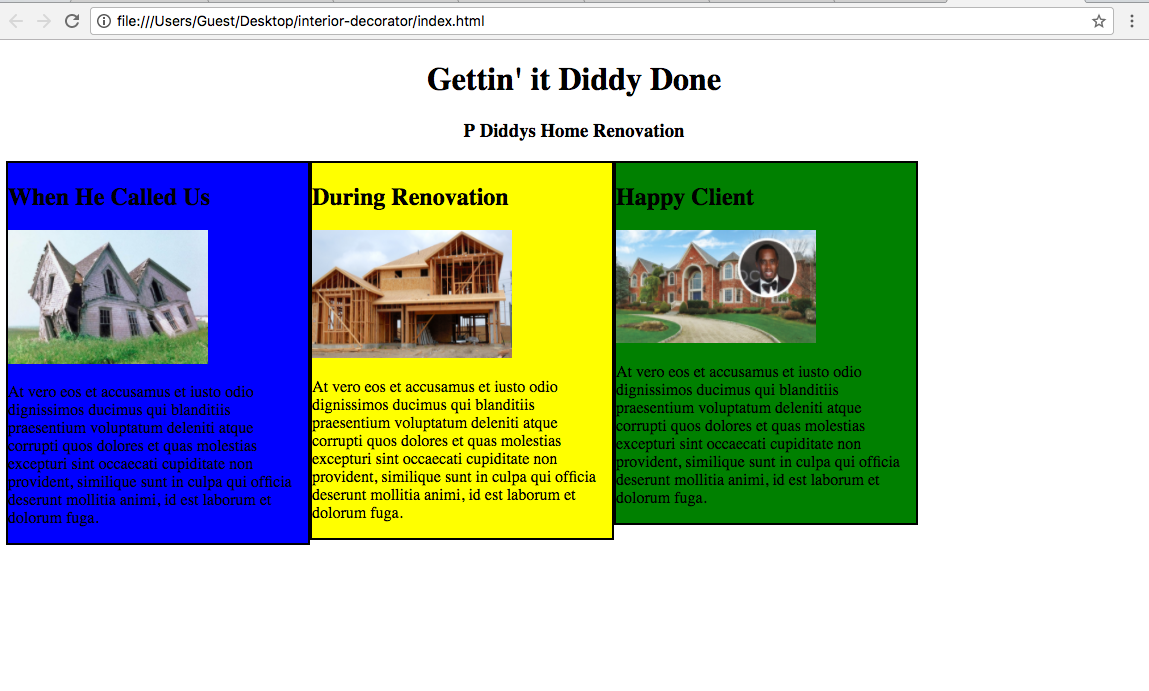 file:///Users/Guest/Desktop/interior-decorator/index.html
Gettin' it Diddy Done
P Diddys Home Renovation
When He Called Us
At vero eos et accusamus et iusto odio
dignissimos ducimus qui blanditiis
praesentium voluptatum deleniti atque
corrupti quos dolores et quas molestias
excepturi sint occaecati cupiditate non
provident, similique sunt in culpa qui officia
deserunt mollitia animi, id est laborum et
dolorum fuga.
During Renovation
At vero eos et accusamus et iusto odio
dignissimos ducimus qui blanditiis
praesentium voluptatum deleniti atque
corrupti quos dolores et quas molestias
excepturi sint occaecati cupiditate non
provident, similique sunt in culpa qui officia
deserunt mollitia animi, id est laborum et
dolorum fuga.
Happy Client
At vero eos et accusamus et iusto odio
dignissimos ducimus qui blanditiis
praesentium voluptatum deleniti atque
corrupti quos dolores et quas molestias
excepturi sint occaecati cupiditate non
provident, similique sunt in culpa qui officia
deserunt mollitia animi, id est laborum et
dolorum fuga.